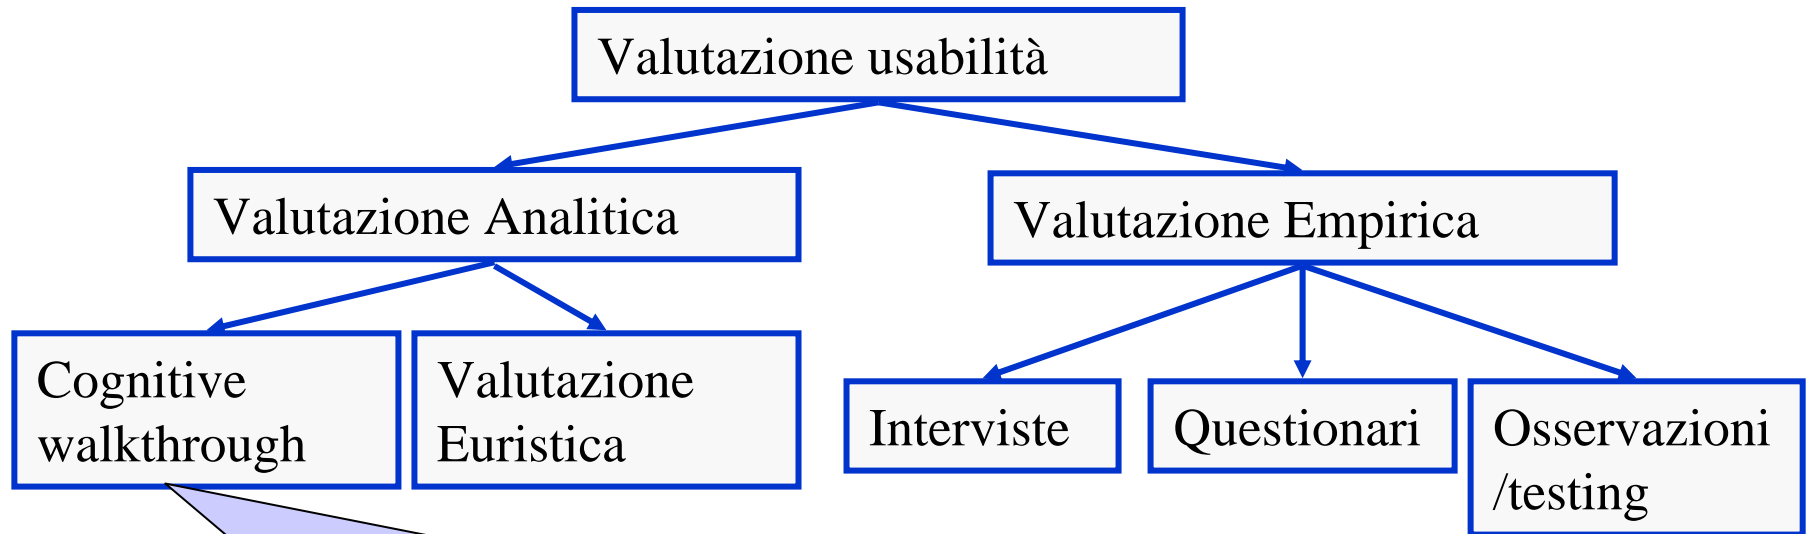 Valutazione usabilità
Valutazione Analitica
Valutazione Empirica
Cognitive
walkthrough
Valutazione
Euristica
Interviste
Questionari
Osservazioni
/testing